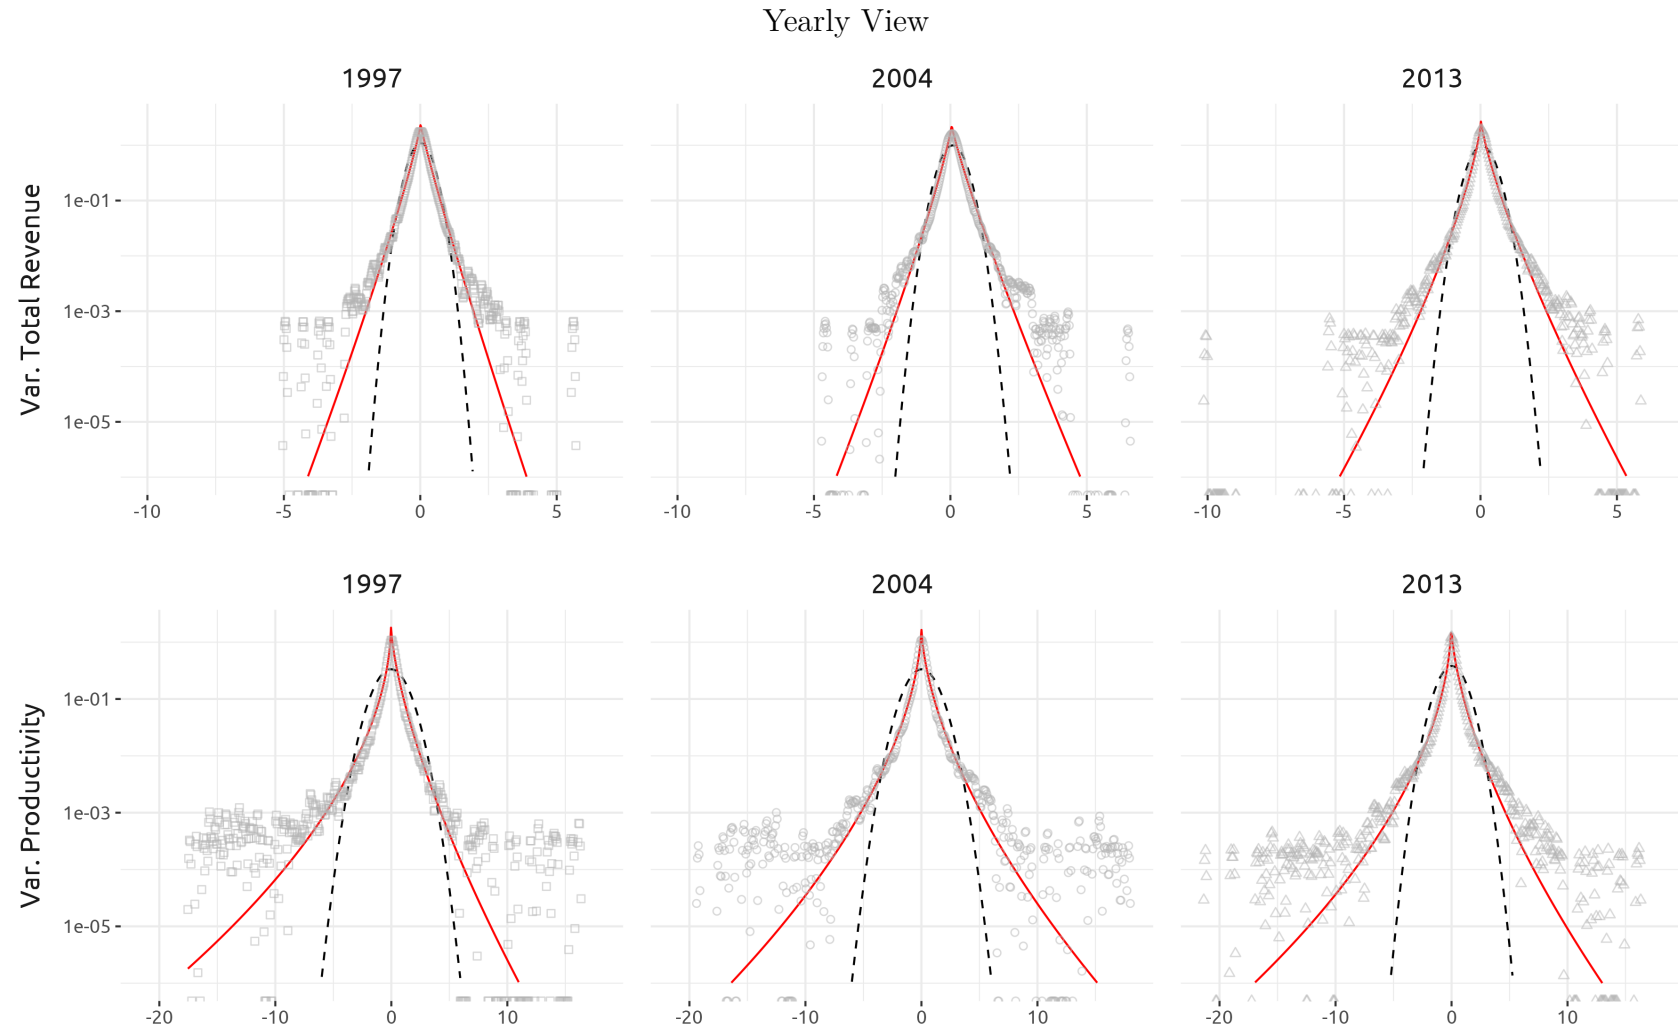 Yearly View
1997 2004 2013
Var. Total Revenue
1e-01
1e-03
1e-05
-10 -5 0 5 -10 -5 0 5 -10 -5 0 5
1997 2004 2013
Var. Productivity
1e-01
1e-03
1e-05
-20 -10 0 10 -20 -10 0 10 -20 -10 0 10